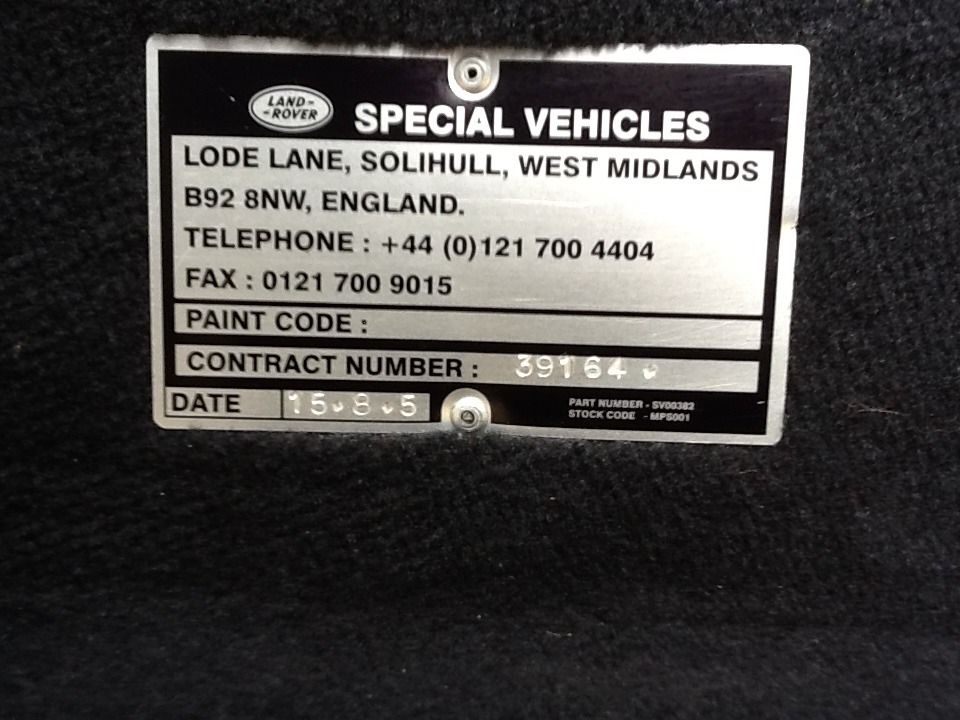 LAND-
-ROVER
SPECIAL VEHICLES
LODE LANE, SOLIHULL, WEST MIDLANDS
B92 8NW, ENGLAND.
TELEPHONE : +44 (0)121 700 4404
FAX : 0121 700 9015
PAINT CODE :
CONTRACT NUMBER : 39164
DATE 15.8.5
PART NUMBER - SV00382
STOCK CODE - MPS001